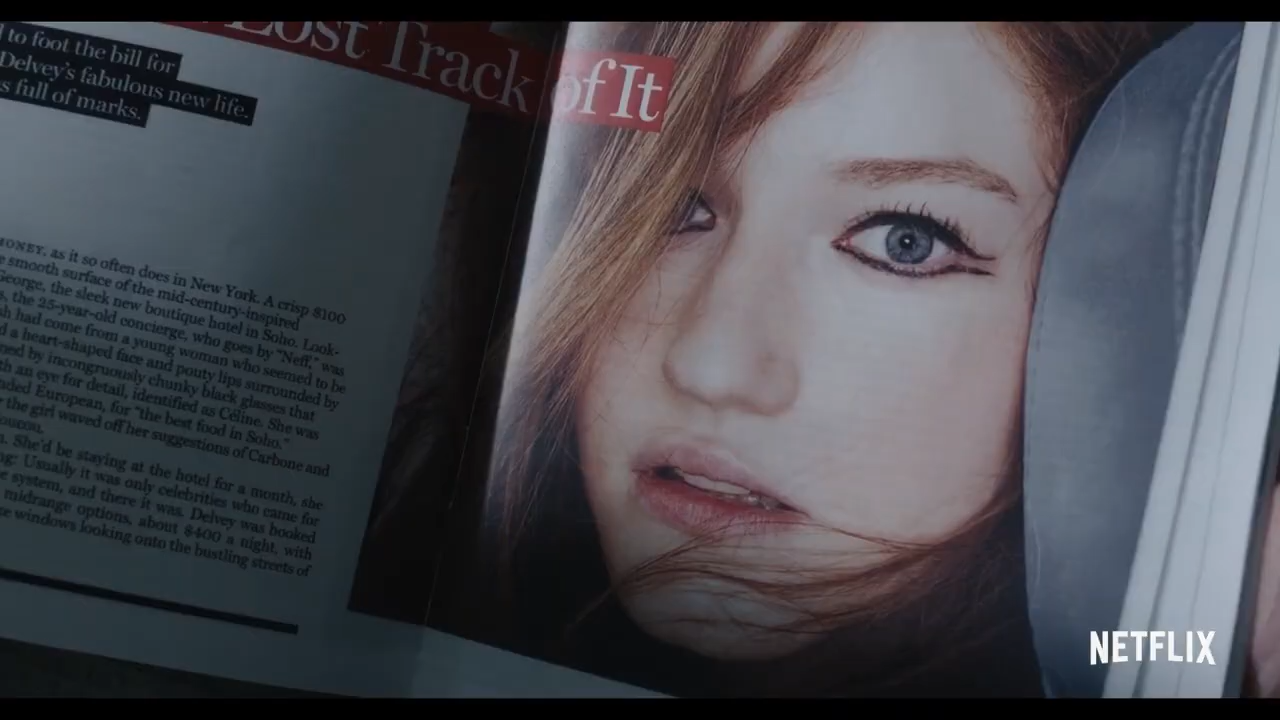 Lost Track of It
to foot the bill for
Delvey's fabulous new life.
full of marks.
MONEY, as it so often does in New York. A crisp $100
smooth surface of the mid-century-inspired
George, the sleek new boutique hotel in Soho. Look-
the 25-year-old concierge, who goes by "Neff," was
had come from a young woman who seemed to be
a heart-shaped face and pouty lips surrounded by
by incongruously chunky black glasses that
an eye for detail, identified as Céline. She was
European, for "the best food in Soho."
the girl waved off her suggestions of Carbone and
She'd be staying at the hotel for a month, she
Usually it was only celebrities who came for
system, and there it was. Delvey was booked
midrange options, about $400 a night, with
windows looking onto the bustling streets of
NETFLIX